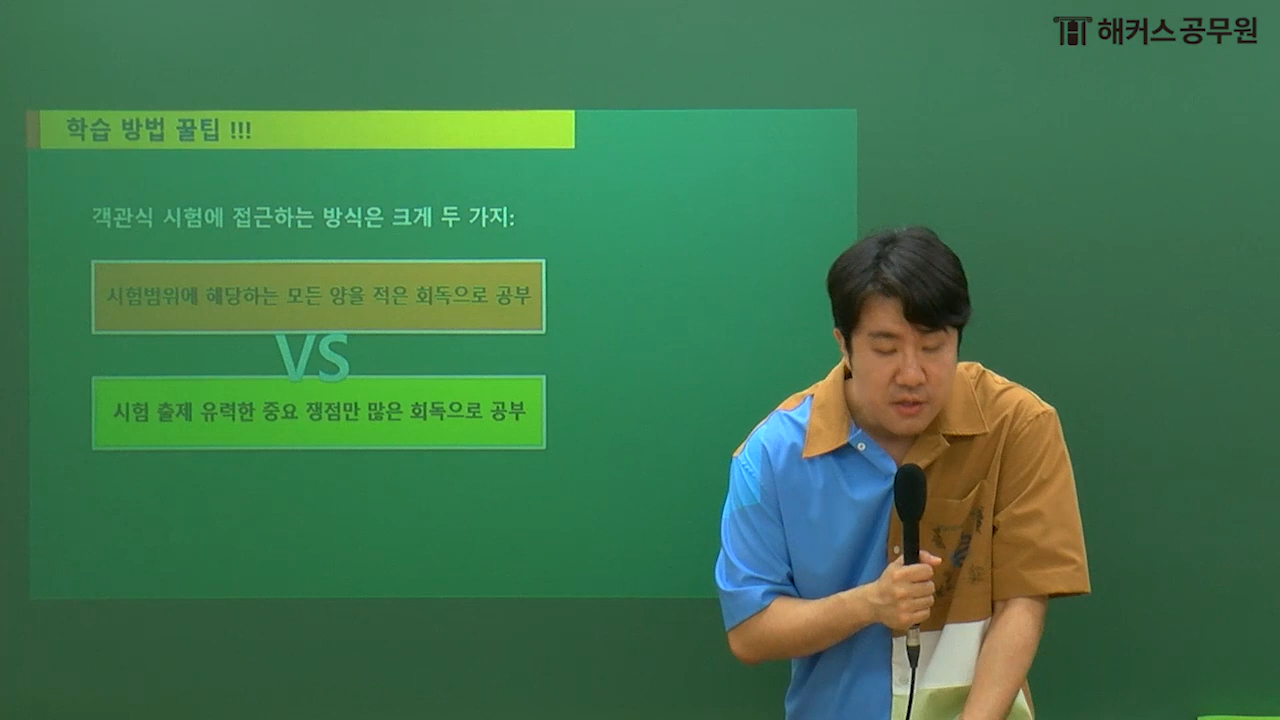 해커스공무원
학습 방법 꿀팁 !!!
객관식 시험에 접근하는 방식은 크게 두 가지:
시험범위에 해당하는 모든 양을 적은 회독으로 공부
VS
시험 출제 유력한 중요 쟁점만 많은 회독으로 공부